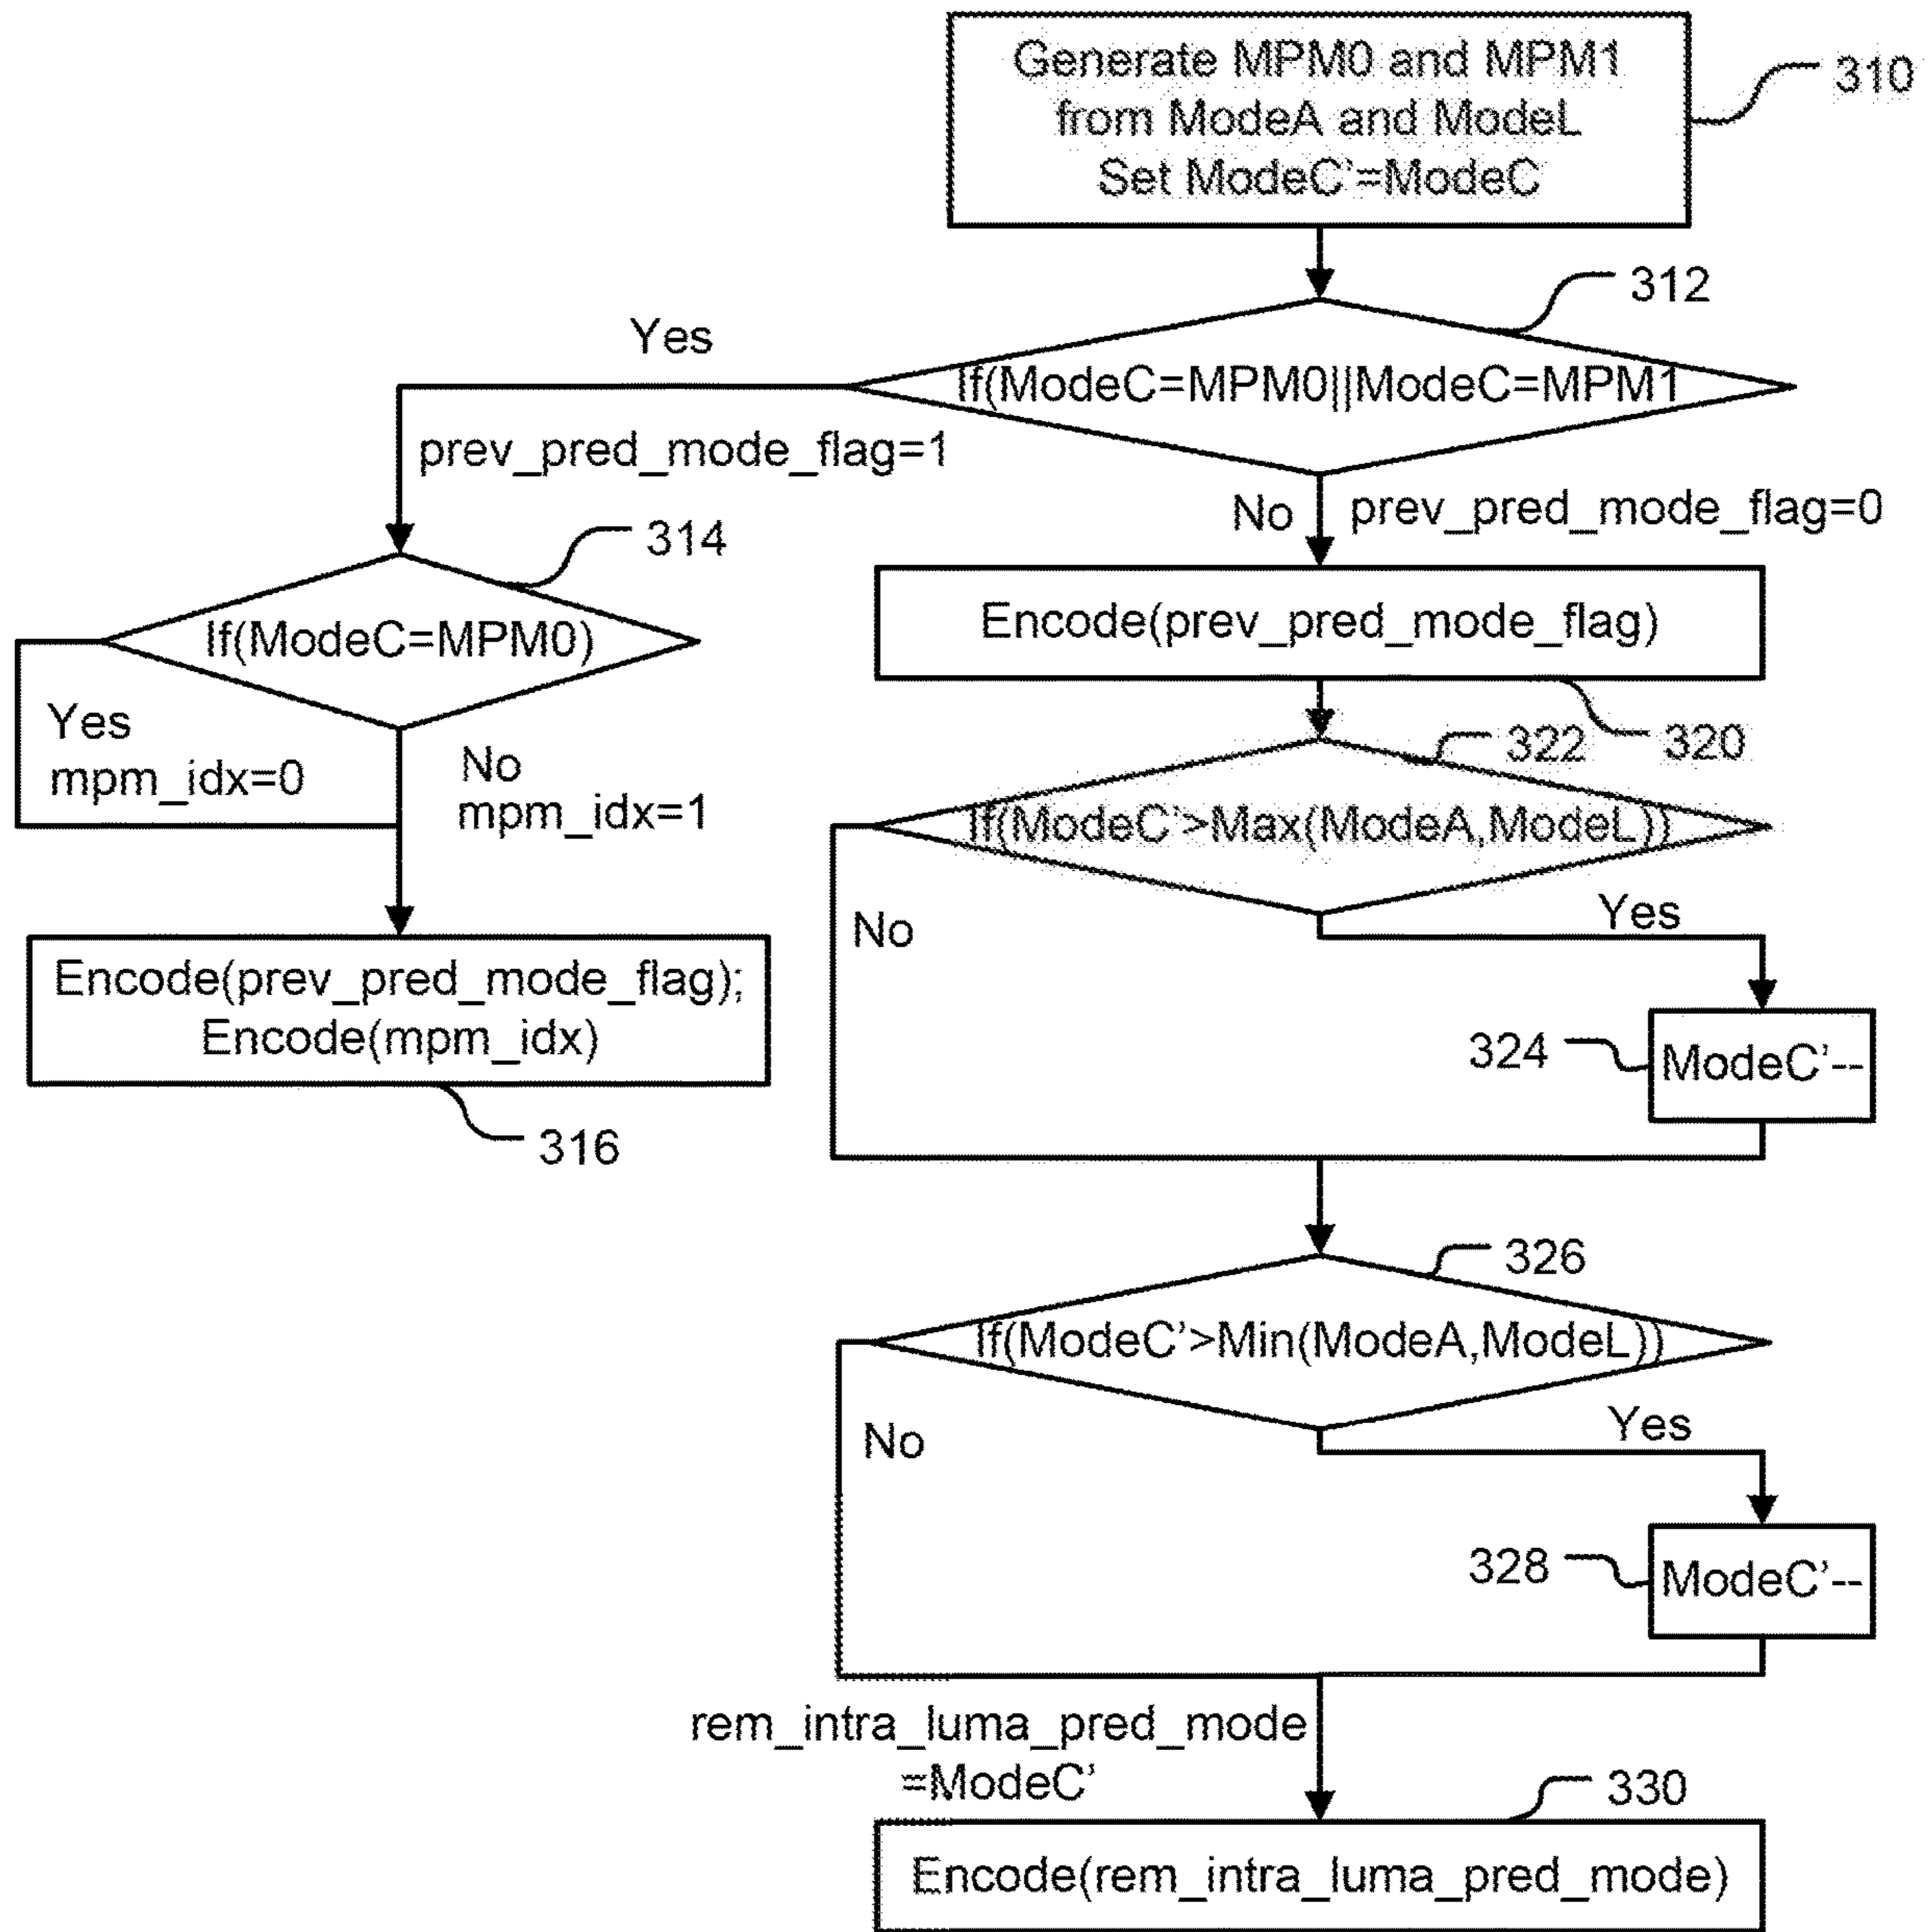 Generate MPM0 and MPM1
from ModeA and ModeL
Set ModeC'=ModeC
310
312
Yes
If(ModeC=MPM0||ModeC=MPM1
prev_pred_mode_flag=1
No
prev_pred_mode_flag=0
314
If(ModeC=MPM0)
Encode(prev_pred_mode_flag)
Yes
mpm_idx=0
No
mpm_idx=1
322
320
If(ModeC'>Max(ModeA,ModeL))
No
Yes
Encode(prev_pred_mode_flag);
Encode(mpm_idx)
324
ModeC'--
316
326
If(ModeC'>Min(ModeA,ModeL))
No
Yes
328
ModeC'--
rem_intra_luma_pred_mode
=ModeC'
330
Encode(rem_intra_luma_pred_mode)